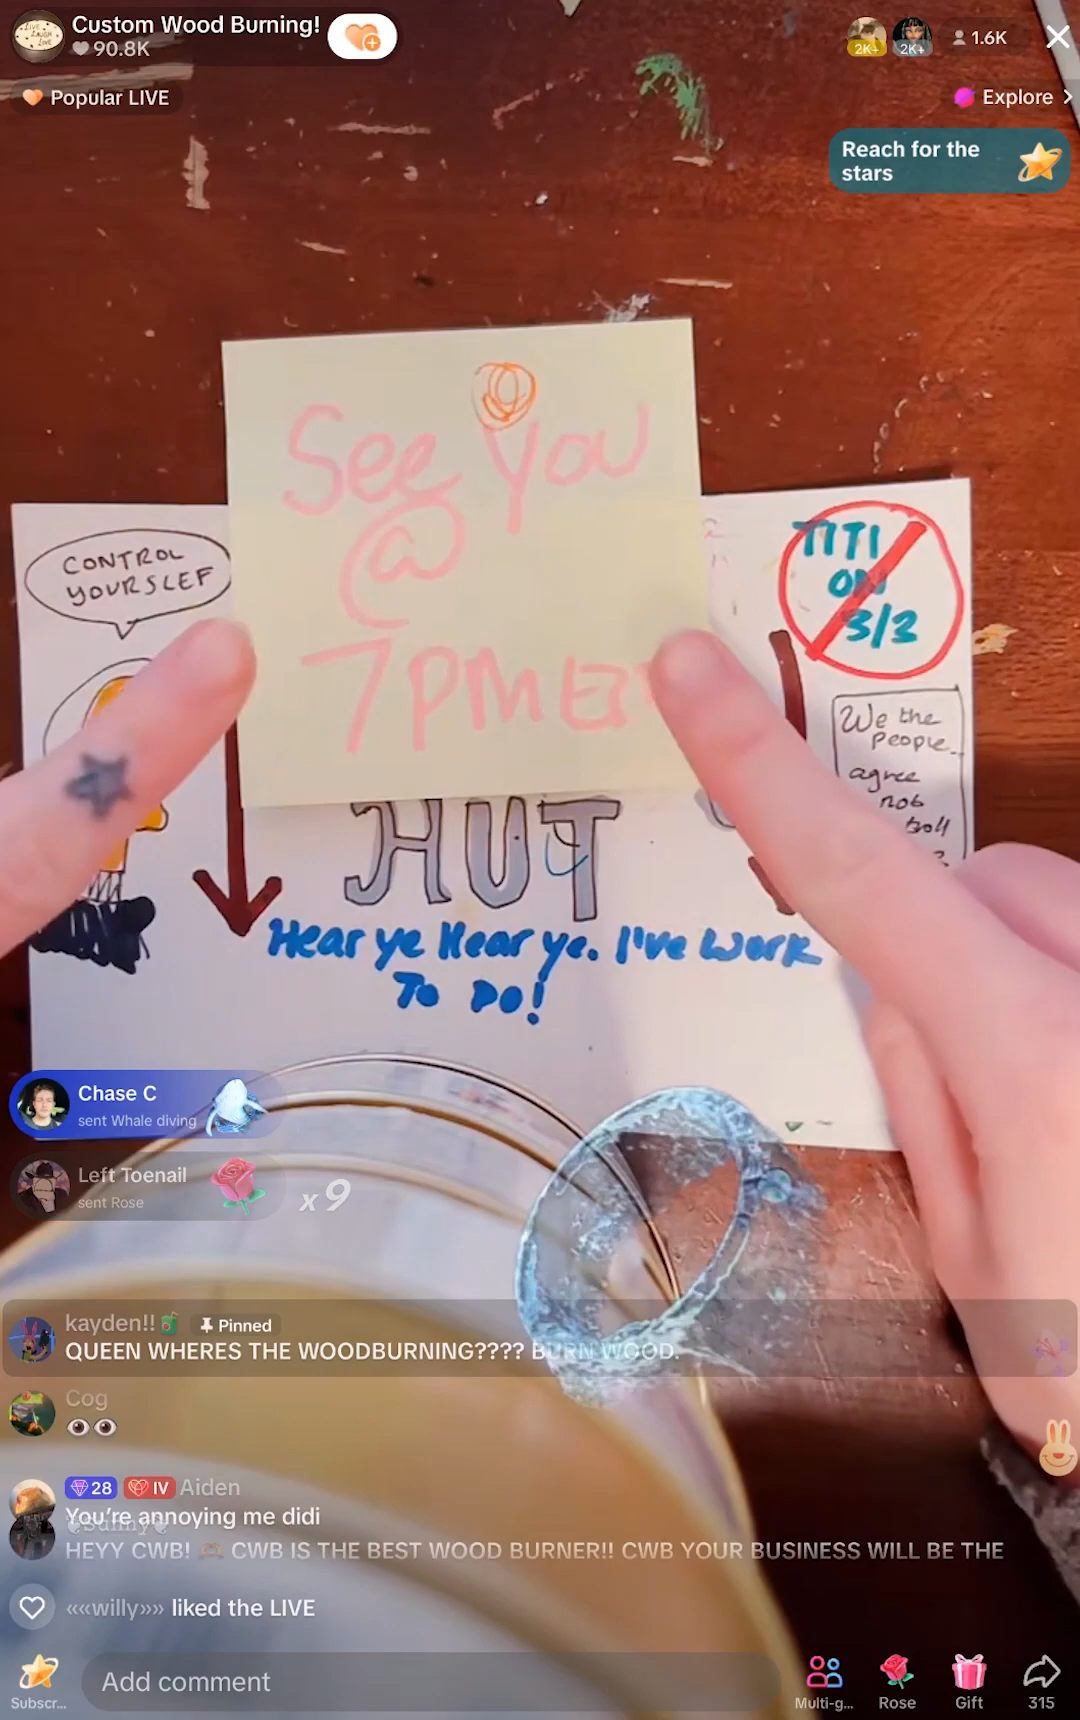 Custom Wood Burning!
90.8K
2K+
2K+
1.6K
Popular LIVE
Explore
Reach for the
stars
See You
@
7PM
CONTROL
YOURSLEF
TITI
ON
3/3
We the
people...
agree
not
HUT
Hear ye Hear ye. I've work
To Do!
Chase C
sent Whale diving
Left Toenail
sent Rose
x9
kayden!!
Pinned
QUEEN WHERES THE WOODBURNING???? BURN WOOD.
Cog
28 IV Aiden
You're annoying me didi
Sunny
HEYY CWB! CWB IS THE BEST WOOD BURNER!! CWB YOUR BUSINESS WILL BE THE
««willy»» liked the LIVE
Subscr...
Add comment
Multi-g...
Rose
Gift
315